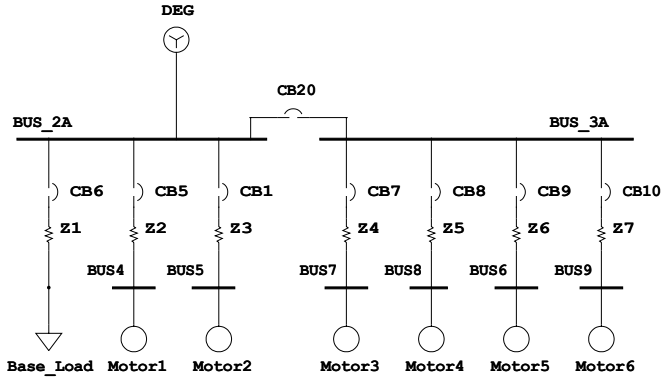 DEG
CB20
BUS_2A BUS_3A
CB6 CB5 CB1 CB7 CB8 CB9 CB10
Z1 Z2 Z3 Z4 Z5 Z6 Z7
BUS4 BUS5 BUS7 BUS8 BUS6 BUS9
Base_Load Motor1 Motor2 Motor3 Motor4 Motor5 Motor6